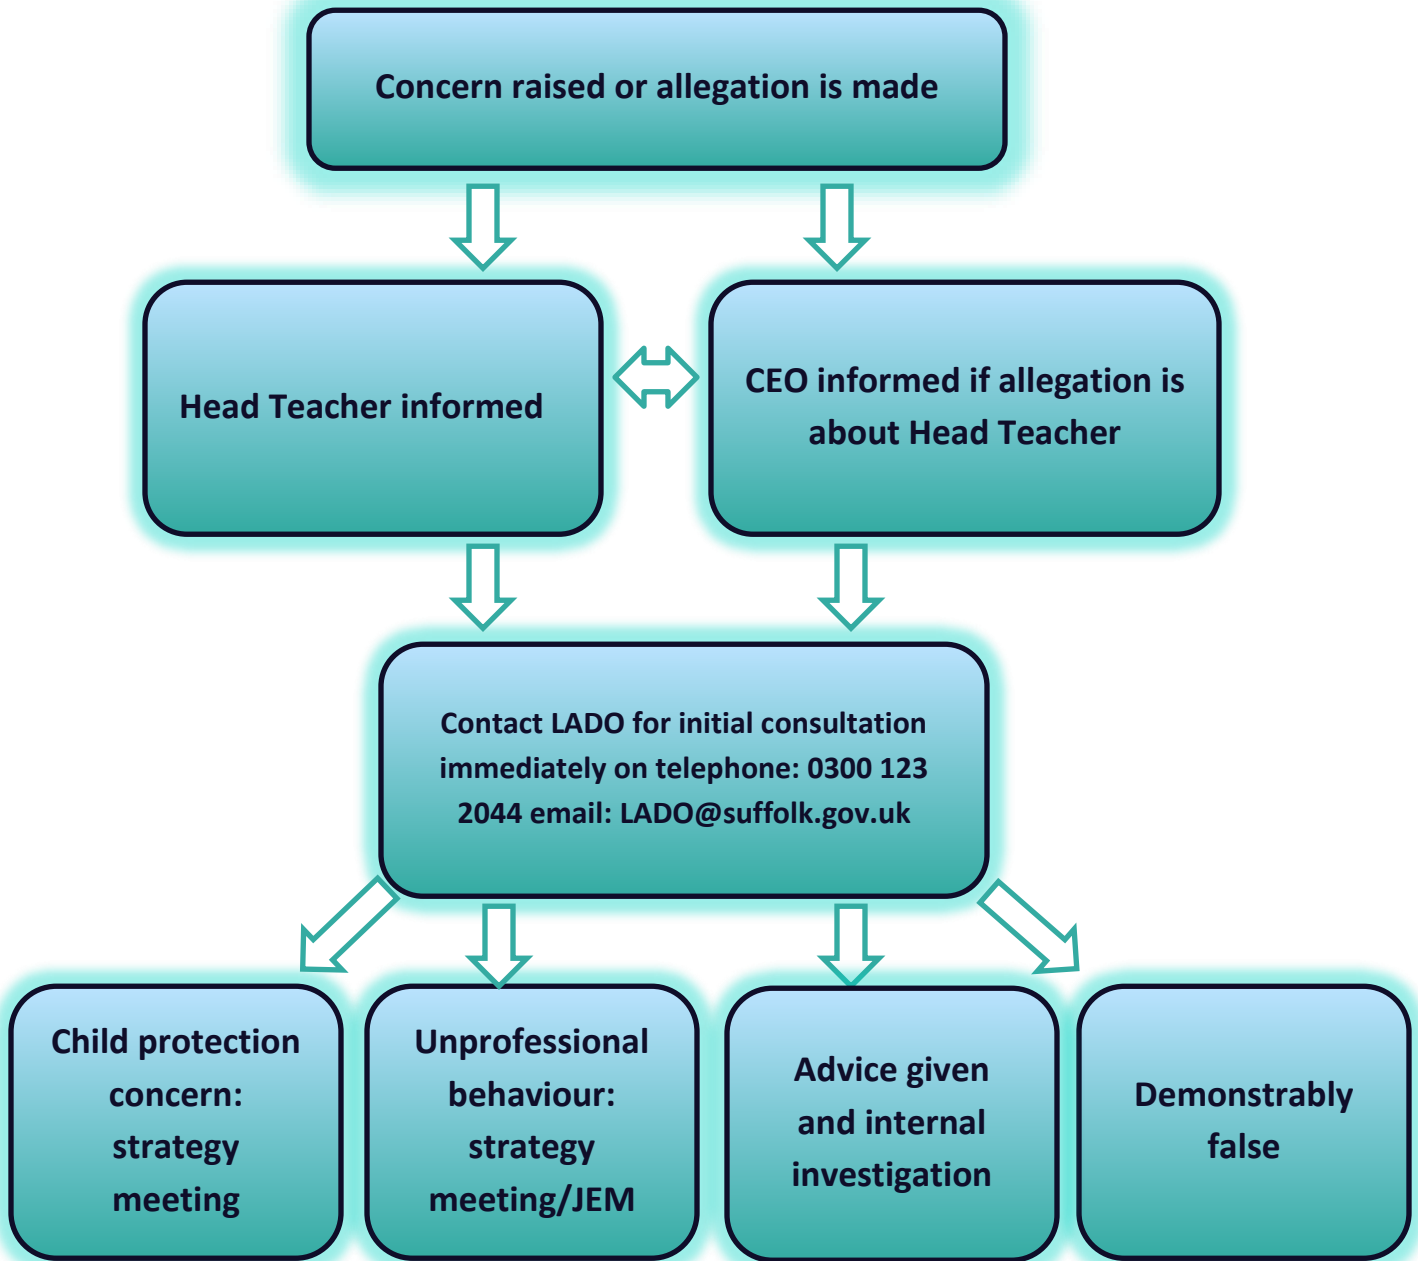 Concern raised or allegation is made
Head Teacher informed
CEO informed if allegation is
about Head Teacher
Contact LADO for initial consultation
immediately on telephone: 0300 123
2044 email: LADO@suffolk.gov.uk
Child protection
concern:
strategy
meeting
Unprofessional
behaviour:
strategy
meeting/JEM
Advice given
and internal
investigation
Demonstrably
false